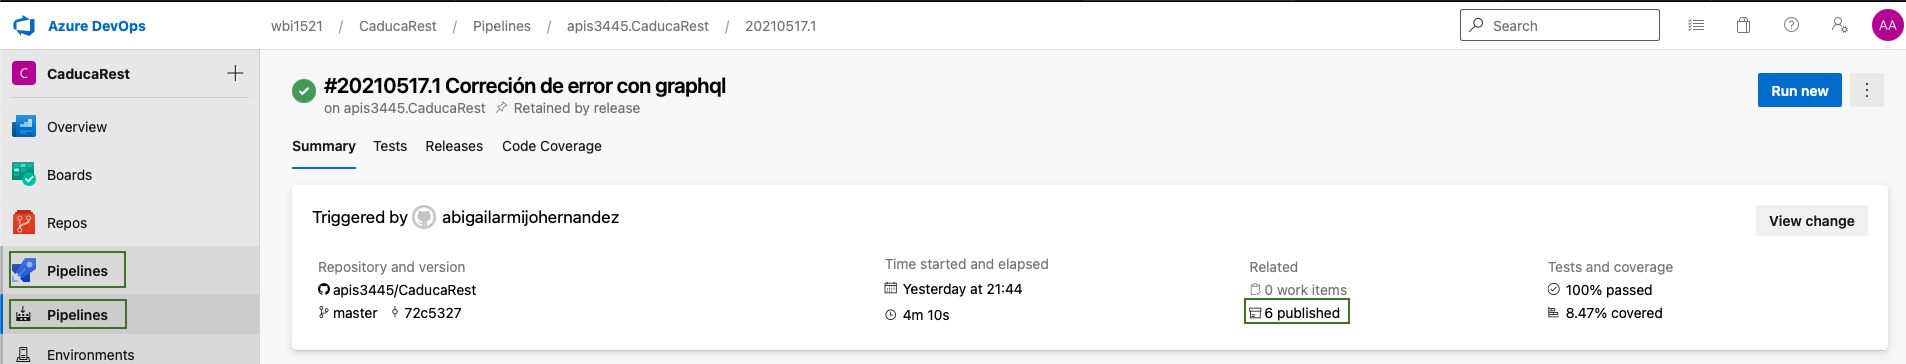 Azure DevOps
wbi1521 / CaducaRest / Pipelines / apis3445.CaducaRest / 20210517.1
Search
AA
C CaducaRest
Overview
Boards
Repos
Pipelines
Pipelines
Environments
#20210517.1 Correción de error con graphql
on apis3445.CaducaRest Retained by release
Run new
Summary Tests Releases Code Coverage
Triggered by abigailarmijohernandez
View change
Repository and version
apis3445/CaducaRest
master 72c5327
Time started and elapsed
Yesterday at 21:44
4m 10s
Related
0 work items
6 published
Tests and coverage
100% passed
8.47% covered